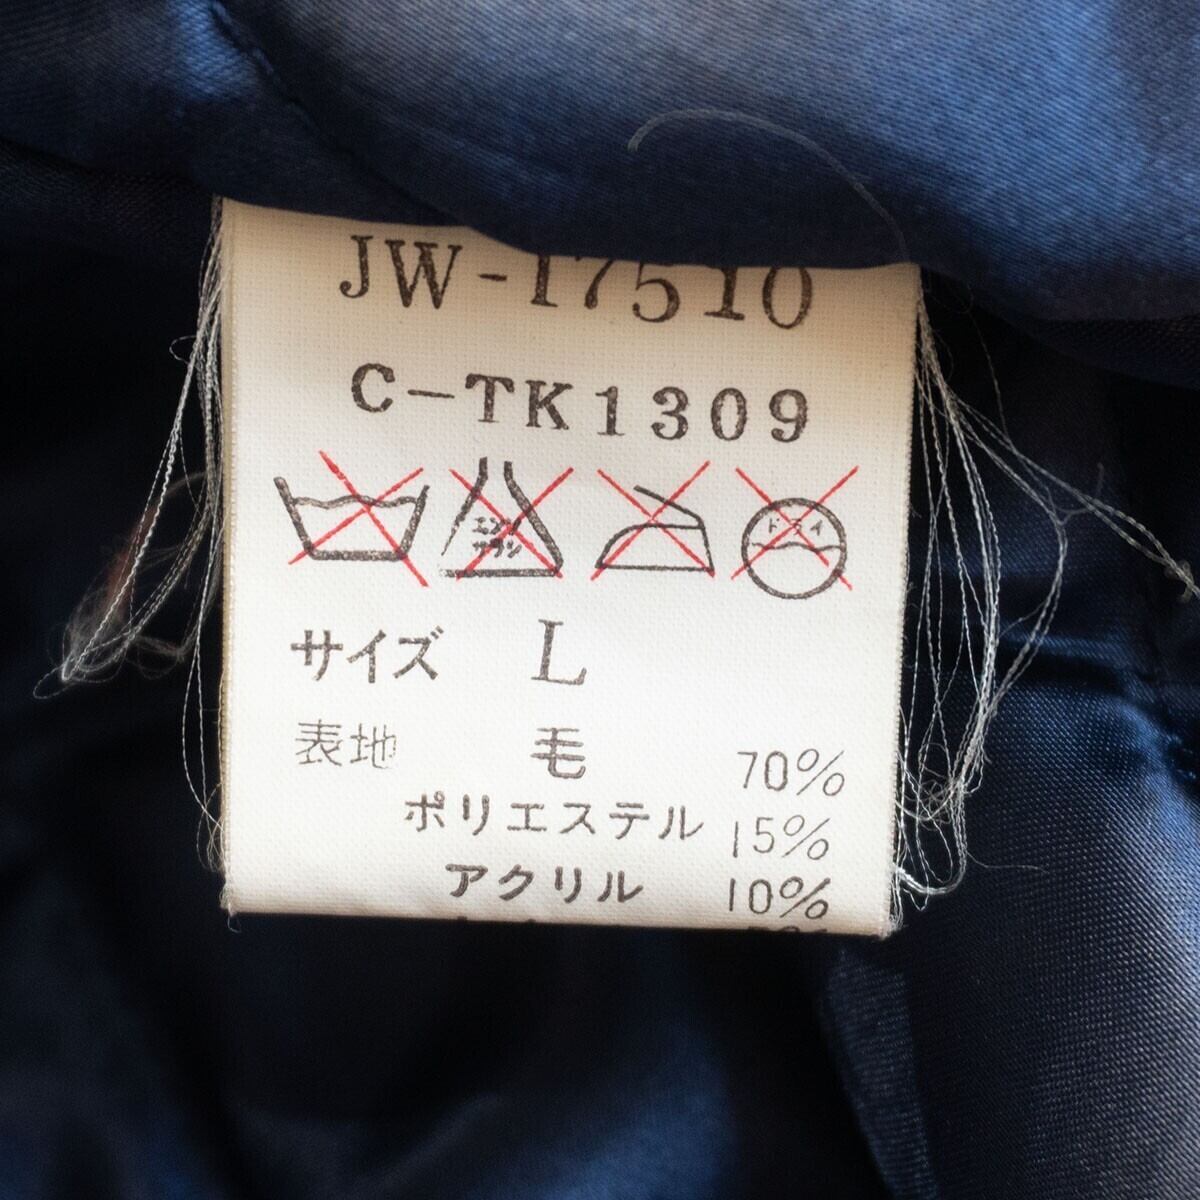 JW-17510
C-TK1309
エンソ ドライ
サラシ
サイズ L
表地 毛 70%
ポリエステル 15%
アクリル 10%